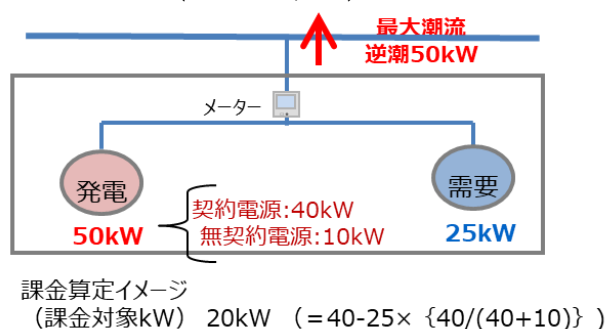 最大潮流
逆潮50kW
メーター
発電
需要
50kW
契約電源:40kW
無契約電源:10kW
25kW
課金算定イメージ
(課金対象kW) 20kW (=40-25×{40/(40+10)})